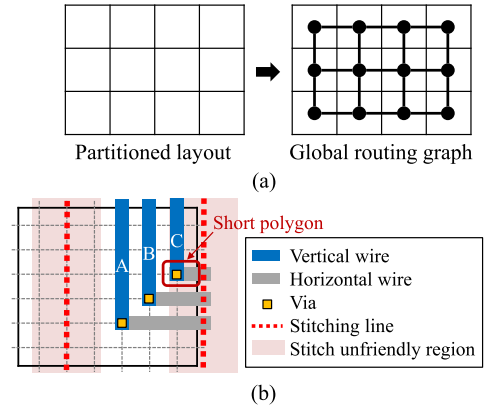 Partitioned layout
Global routing graph
(a)
A
B
C
Short polygon
Vertical wire
Horizontal wire
Via
Stitching line
Stitch unfriendly region
(b)